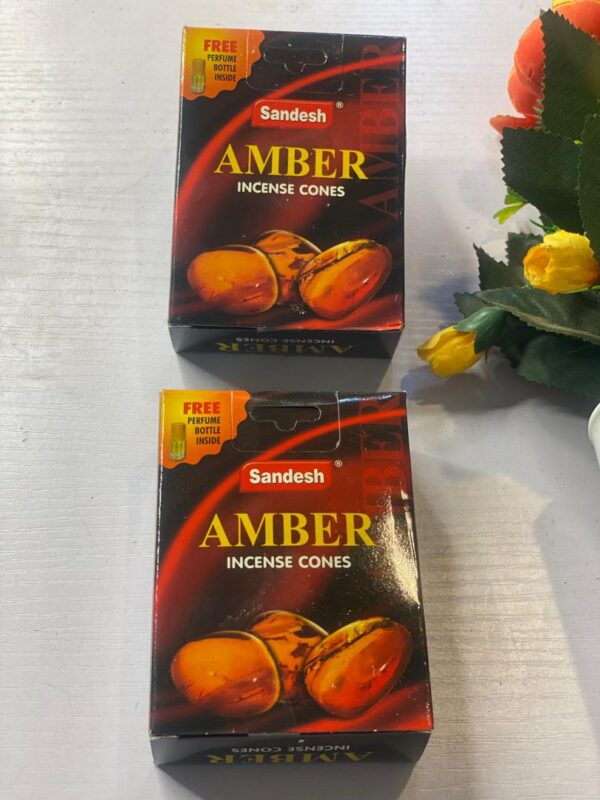 FREE
PERFUME
BOTTLE
INSIDE
Sandesh®
AMBER
INCENSE CONES
AMBER
AMBER
INCENSE CONES
FREE
PERFUME
BOTTLE
INSIDE
Sandesh®
AMBER
INCENSE CONES
AMBER
AMBER
INCENSE CONES